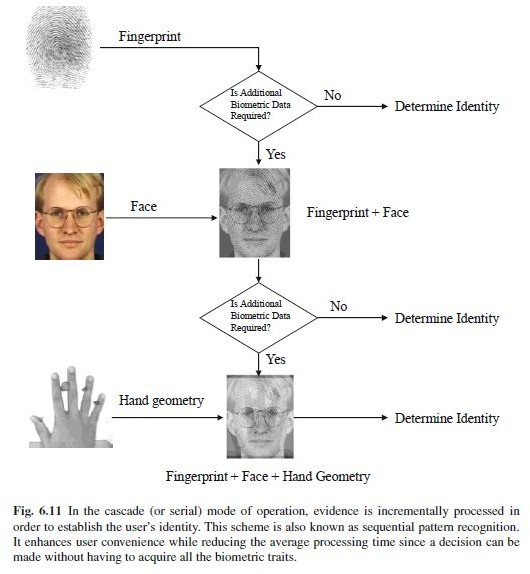 Fingerprint
Is Additional
Biometric Data
Required?
No
Determine Identity
Yes
Face
Fingerprint + Face
Is Additional
Biometric Data
Required?
No
Determine Identity
Yes
Hand geometry
Determine Identity
Fingerprint + Face + Hand Geometry
Fig. 6.11 In the cascade (or serial) mode of operation, evidence is incrementally processed in
order to establish the user's identity. This scheme is also known as sequential pattern recognition.
It enhances user convenience while reducing the average processing time since a decision can be
made without having to acquire all the biometric traits.